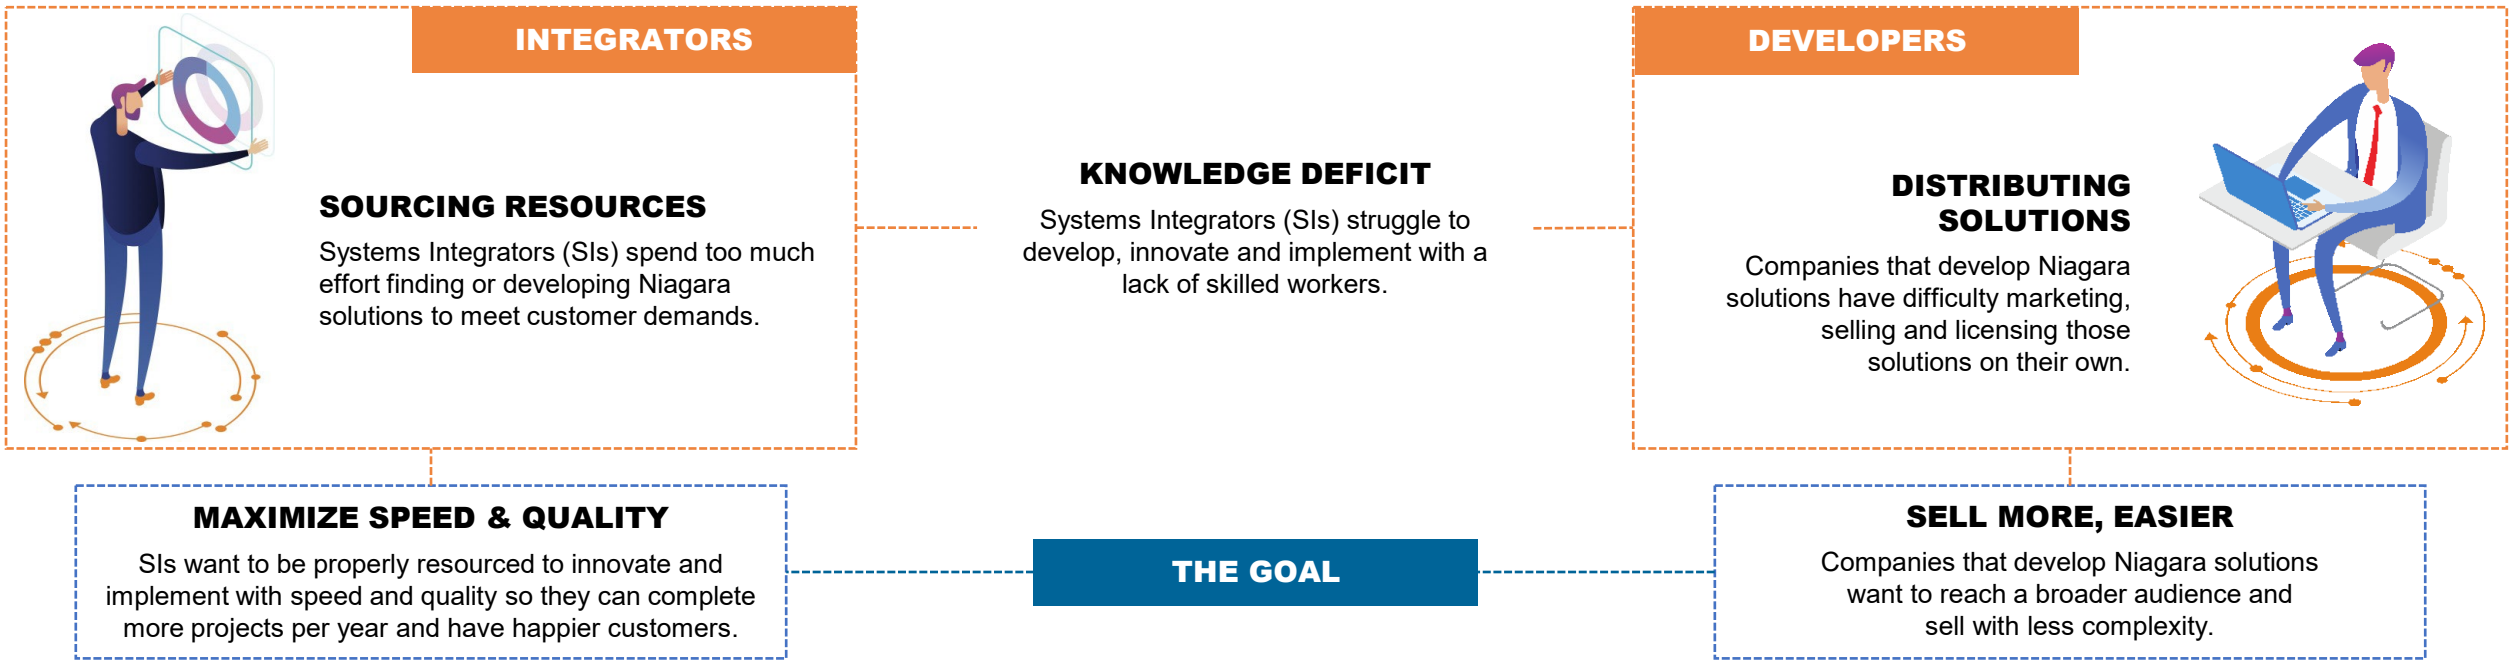 INTEGRATORS
SOURCING RESOURCES
Systems Integrators (SIs) spend too much
effort finding or developing Niagara
solutions to meet customer demands.
KNOWLEDGE DEFICIT
Systems Integrators (SIs) struggle to
develop, innovate and implement with a
lack of skilled workers.
DEVELOPERS
DISTRIBUTING
SOLUTIONS
Companies that develop Niagara
solutions have difficulty marketing,
selling and licensing those
solutions on their own.
MAXIMIZE SPEED & QUALITY
SIs want to be properly resourced to innovate and
implement with speed and quality so they can complete
more projects per year and have happier customers.
THE GOAL
SELL MORE, EASIER
Companies that develop Niagara solutions
want to reach a broader audience and
sell with less complexity.